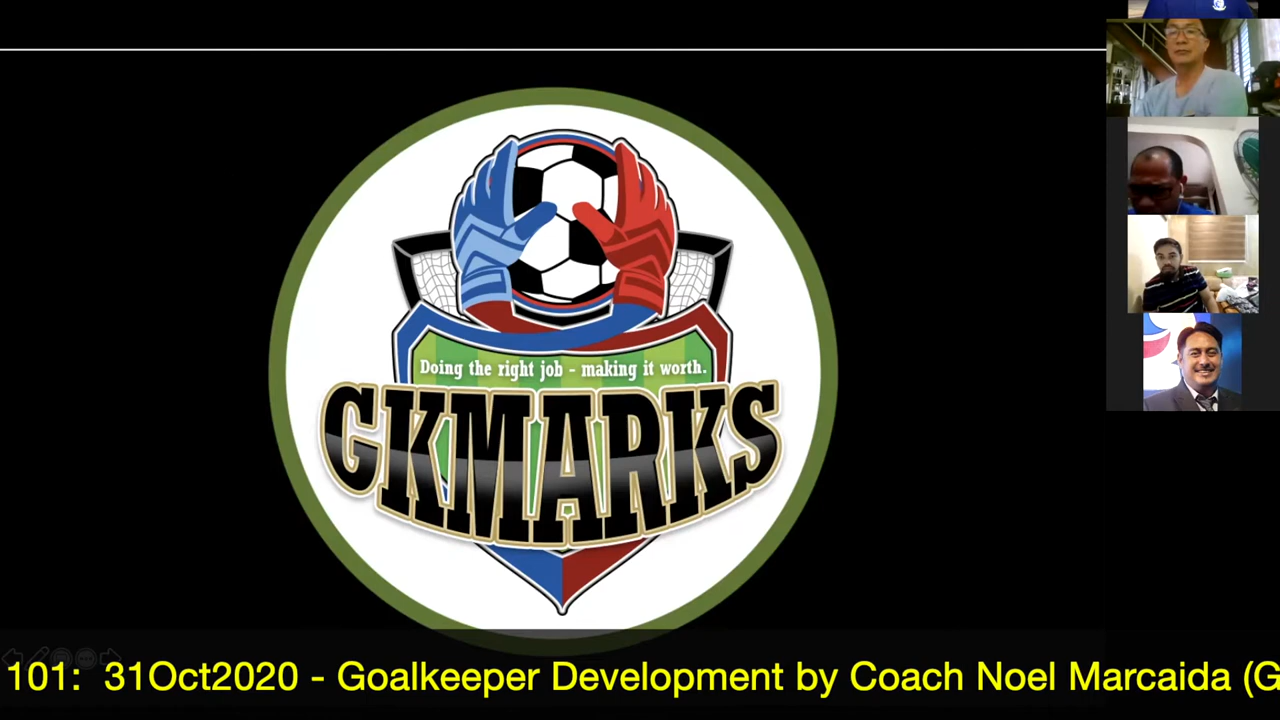 Doing the right job - making it worth.
GKMARKS
101: 31Oct2020 - Goalkeeper Development by Coach Noel Marcaida (G